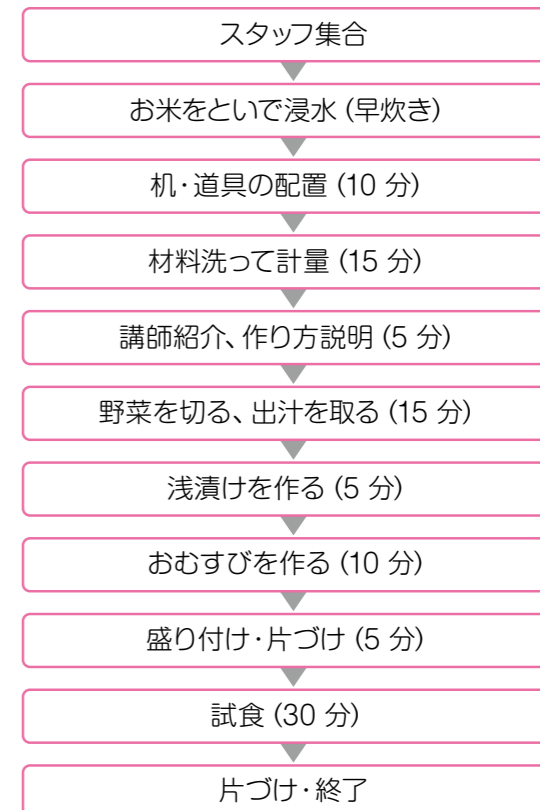 スタッフ集合
お米をといで浸水（早炊き）
机・道具の配置（10 分）
材料洗って計量（15 分）
講師紹介、作り方説明（5 分）
野菜を切る、出汁を取る（15 分）
浅漬けを作る（5 分）
おむすびを作る（10 分）
盛り付け・片づけ（5 分）
試食（30 分）
片づけ・終了